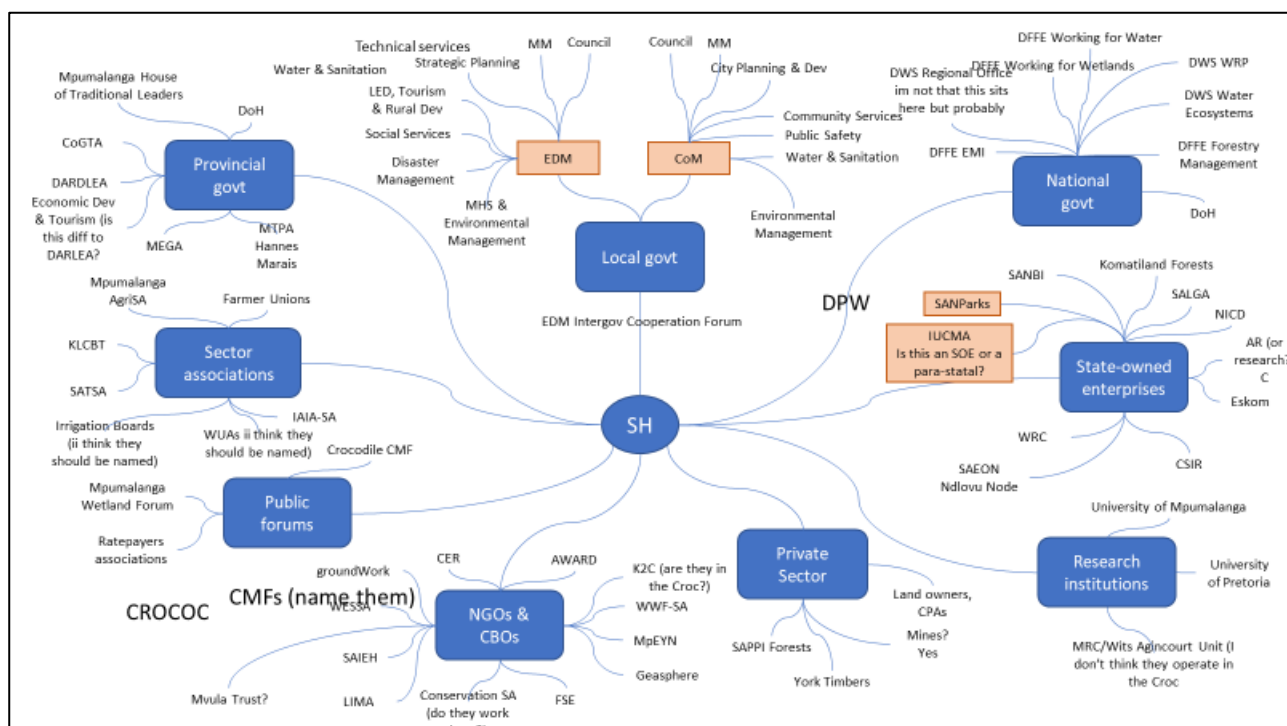 Mpumalanga House
of Traditional Leaders
DoH
CoGTA
DARDLEA
Economic Dev
& Tourism (is
this diff to
DARLEA?
MEGA
MTPA
Hannes
Marais
Provincial
govt
Technical services
Strategic Planning
Water & Sanitation
MM
Council
LED, Tourism
& Rural Dev
Social Services
Disaster
Management
MHS &
Environmental
Management
EDM
Council
MM
City Planning & Dev
Community Services
Public Safety
Water & Sanitation
Environmental
Management
CoM
Local govt
EDM Intergov Cooperation Forum
DFFE Working for Water
DFFE Working for Wetlands
DWS Regional Office
im not that this sits
here but probably
DWS WRP
DWS Water
Ecosystems
DFFE EMI
DFFE Forestry
Management
National
govt
DoH
DPW
SANBI
Komatiland Forests
SANParks
SALGA
NICD
IUCMA
Is this an SOE or a
para-statal?
AR (or
research?
C
State-owned
enterprises
Eskom
WRC
SAEON
Ndlovu Node
CSIR
Mpumalanga
AgriSA
Farmer Unions
KLCBT
Sector
associations
SATSA
Irrigation Boards
(ii think they
should be named)
IAIA-SA
WUAs ii think they
should be named)
SH
Crocodile CMF
Mpumalanga
Wetland Forum
Public
forums
Ratepayers
associations
University of Mpumalanga
Research
institutions
University
of Pretoria
MRC/Wits Agincourt Unit (I
don't think they operate in
the Croc
Private
Sector
Land owners,
CPAs
Mines?
Yes
SAPPI Forests
York Timbers
CROCOC
CMFs (name them)
groundWork
WESSA
CER
AWARD
K2C (are they in
the Croc?)
WWF-SA
NGOs &
CBOs
MpEYN
SAIEH
Geasphere
Mvula Trust?
LIMA
Conservation SA
(do they work
FSE